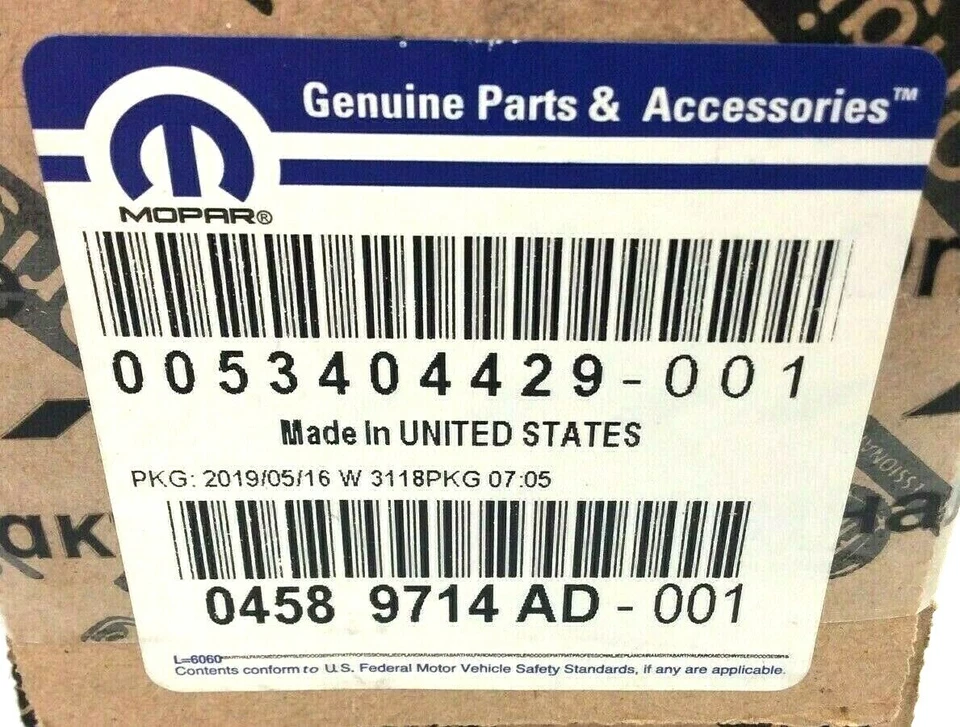 Genuine Parts & Accessories™
MOPAR®
0053404429-001
Made In UNITED STATES
PKG: 2019/05/16 W 3118PKG 07:05
0458 9714 AD - 001
L=6060
Contents conform to U.S. Federal Motor Vehicle Safety Standards, if any are applicable.